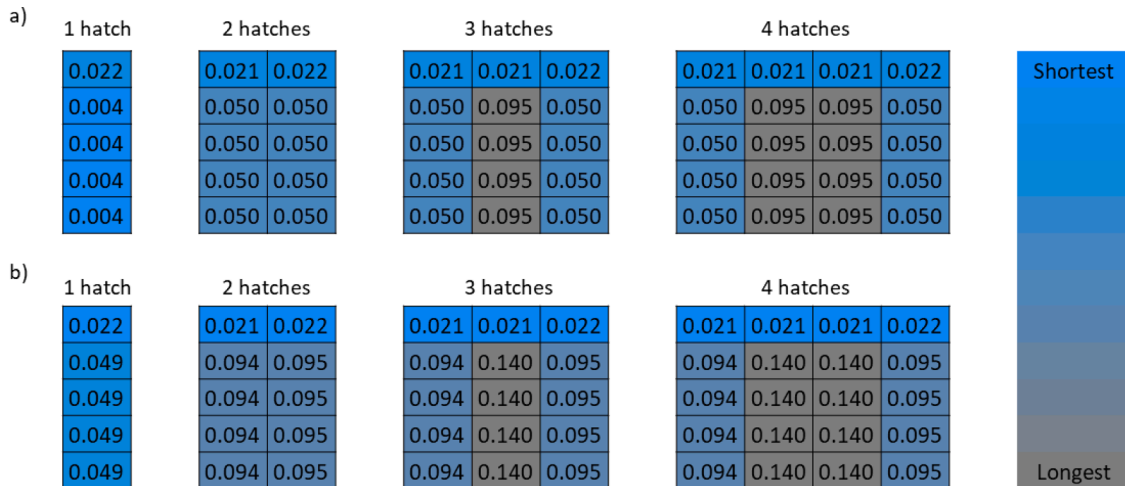 a)
1 hatch 2 hatches 3 hatches 4 hatches
0.022 0.021 0.022 0.021 0.021 0.022 0.021 0.021 0.021 0.022 Shortest
0.004 0.050 0.050 0.050 0.095 0.050 0.050 0.095 0.095 0.050
0.004 0.050 0.050 0.050 0.095 0.050 0.050 0.095 0.095 0.050
0.004 0.050 0.050 0.050 0.095 0.050 0.050 0.095 0.095 0.050
0.004 0.050 0.050 0.050 0.095 0.050 0.050 0.095 0.095 0.050
b)
1 hatch 2 hatches 3 hatches 4 hatches
0.022 0.021 0.022 0.021 0.021 0.022 0.021 0.021 0.021 0.022
0.049 0.094 0.095 0.094 0.140 0.095 0.094 0.140 0.140 0.095
0.049 0.094 0.095 0.094 0.140 0.095 0.094 0.140 0.140 0.095
0.049 0.094 0.095 0.094 0.140 0.095 0.094 0.140 0.140 0.095
0.049 0.094 0.095 0.094 0.140 0.095 0.094 0.140 0.140 0.095 Longest